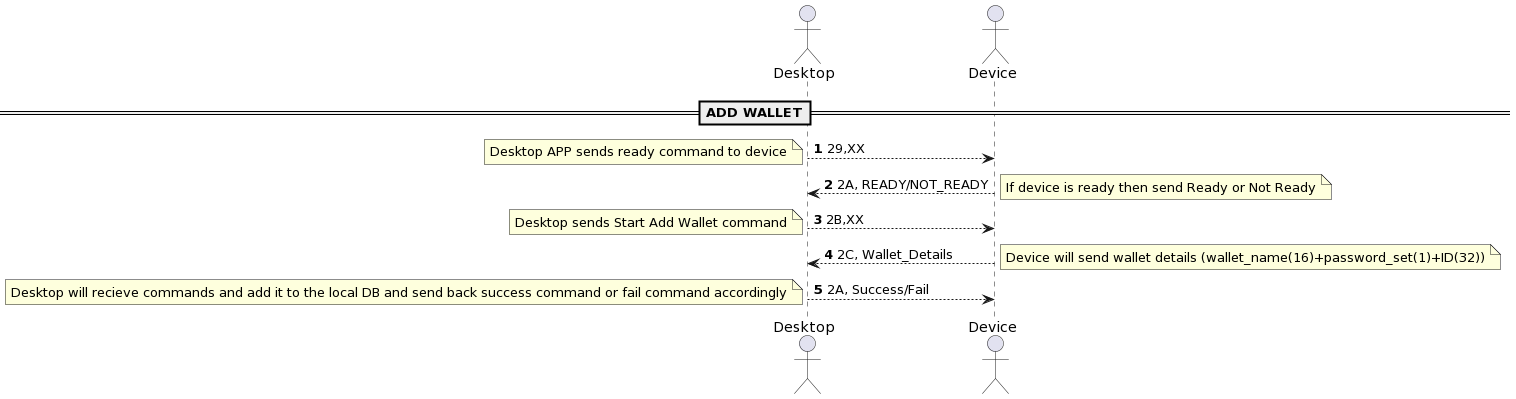 Desktop
Device
ADD WALLET
Desktop APP sends ready command to device
1 29,XX
2 2A, READY/NOT_READY
If device is ready then send Ready or Not Ready
Desktop sends Start Add Wallet command
3 2B,XX
4 2C, Wallet_Details
Device will send wallet details (wallet_name(16)+password_set(1)+ID(32))
Desktop will recieve commands and add it to the local DB and send back success command or fail command accordingly
5 2A, Success/Fail
Desktop
Device